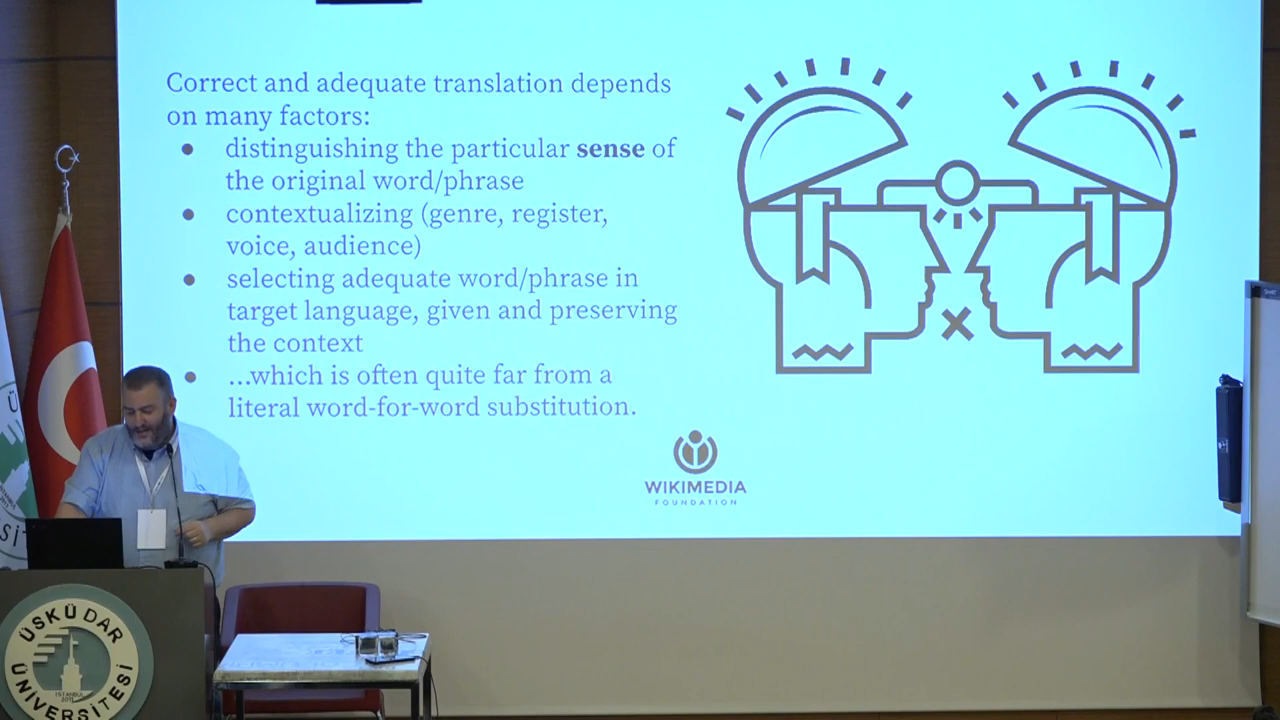 Correct and adequate translation depends
on many factors:
● distinguishing the particular sense of
the original word/phrase
● contextualizing (genre, register,
voice, audience)
● selecting adequate word/phrase in
target language, given and preserving
the context
● ...which is often quite far from a
literal word-for-word substitution.
WIKIMEDIA
FOUNDATION
ÜSKÜDAR
ÜNİVERSİTESİ
İSTANBUL
2011